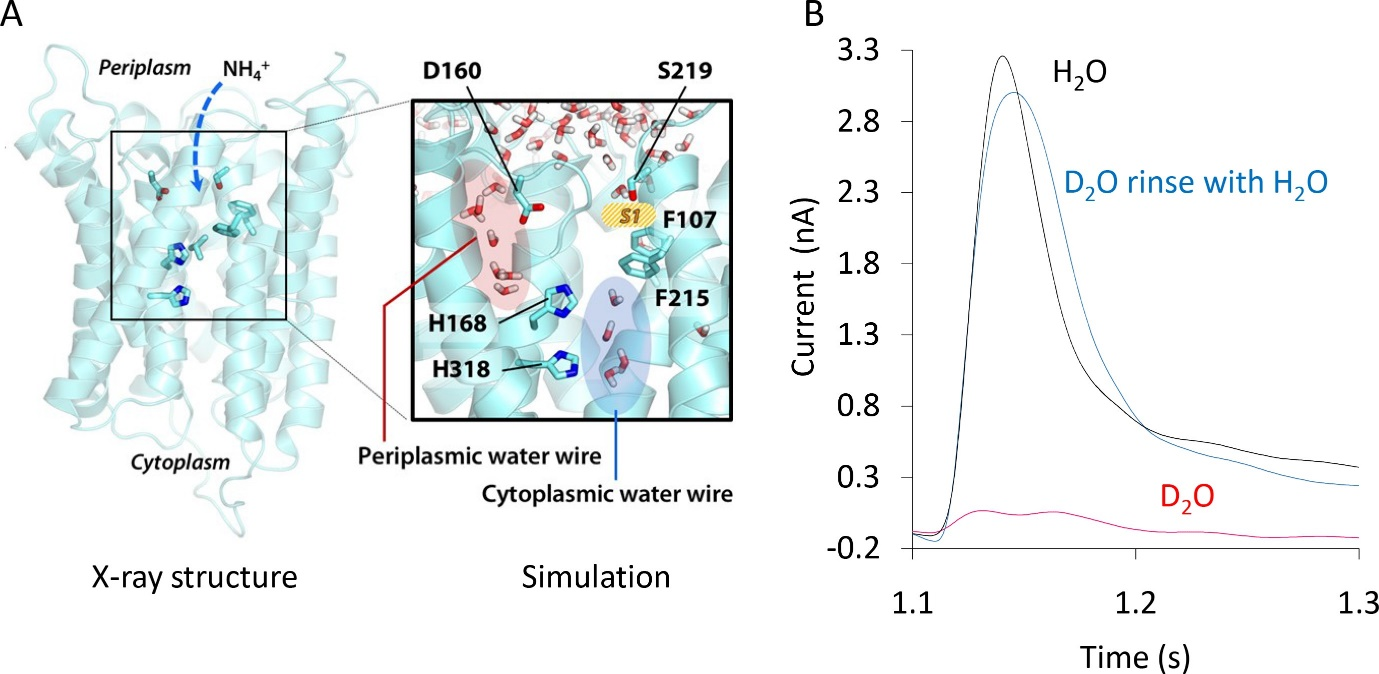 A
Periplasm
NH₄⁺
Cytoplasm
X-ray structure
D160
S219
S1
F107
F215
H168
H318
Periplasmic water wire
Cytoplasmic water wire
Simulation
B
3.3
2.8
2.3
1.8
1.3
0.8
0.3
-0.2
Current (nA)
H₂O
D₂O rinse with H₂O
D₂O
1.1
1.2
1.3
Time (s)